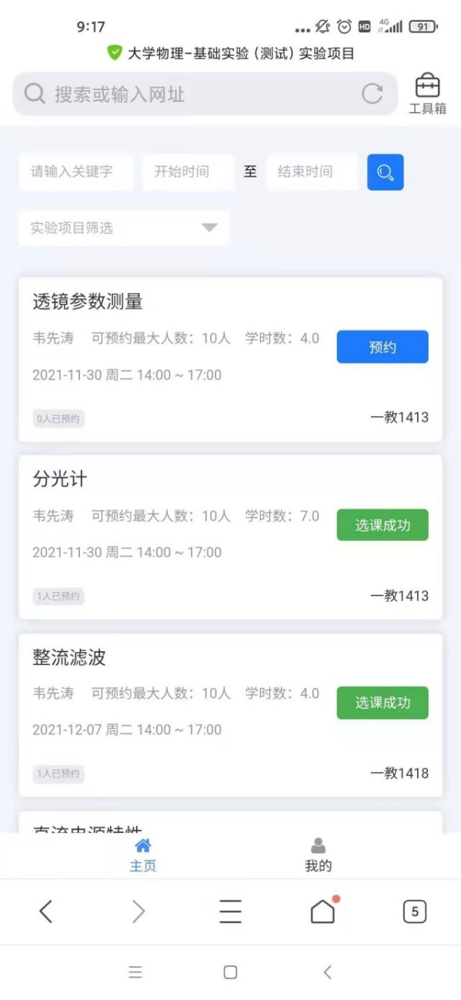 9:17
HD 4G 91
大学物理-基础实验（测试）实验项目
搜索或输入网址
工具箱
请输入关键字 开始时间 至 结束时间
实验项目筛选
透镜参数测量
韦先涛 可预约最大人数：10人 学时数：4.0
预约
2021-11-30 周二 14:00 ~ 17:00
0人已预约 一教1413
分光计
韦先涛 可预约最大人数：10人 学时数：7.0
选课成功
2021-11-30 周二 14:00 ~ 17:00
1人已预约 一教1413
整流滤波
韦先涛 可预约最大人数：10人 学时数：4.0
选课成功
2021-12-07 周二 14:00 ~ 17:00
1人已预约 一教1418
直流电源特性
主页 我的
5